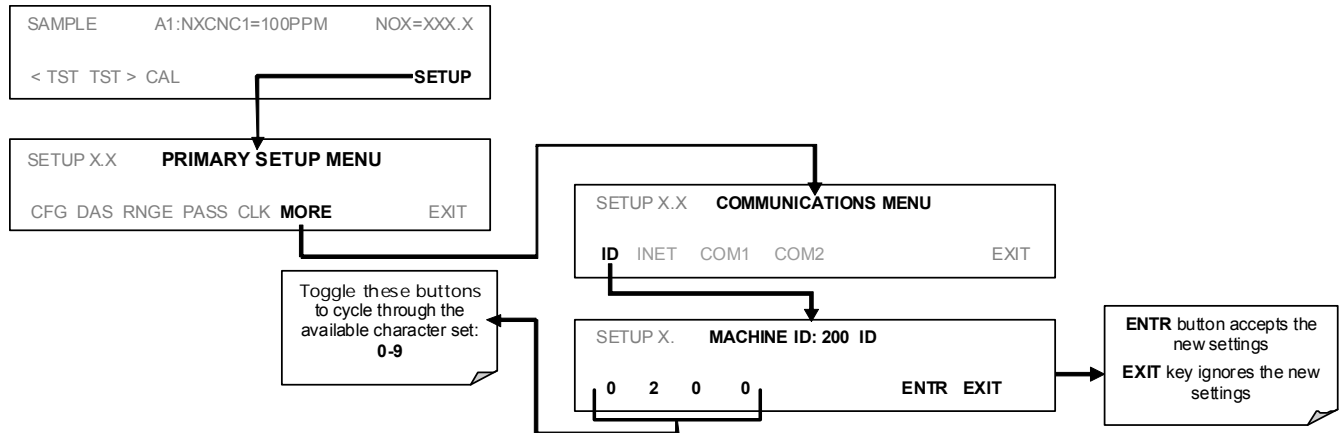 SAMPLE A1:NXCNC1=100PPM NOX=XXX.X
< TST TST > CAL SETUP
SETUP X.X PRIMARY SETUP MENU
CFG DAS RNGE PASS CLK MORE EXIT
SETUP X.X COMMUNICATIONS MENU
ID INET COM1 COM2 EXIT
Toggle these buttons
to cycle through the
available character set:
0-9
SETUP X. MACHINE ID: 200 ID
0 2 0 0 ENTR EXIT
ENTR button accepts the
new settings
EXIT key ignores the new
settings